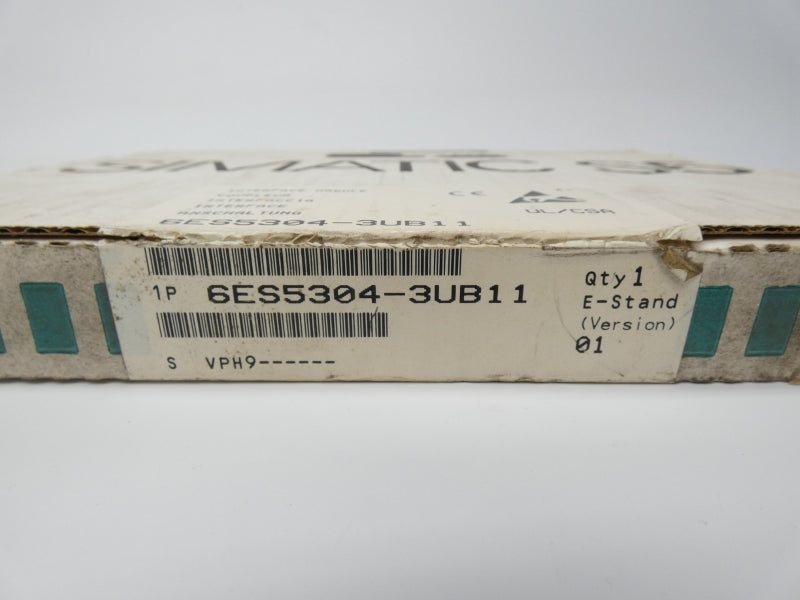 SIMATIC S5
INTERFACE MODULE
COUPLEUR
INTERFACCIA
INTERFACE
ANSCHALTUNG
6ES5304-3UB11
CE
UL/CSA
1P 6ES5304-3UB11
Qty 1
E-Stand
(Version)
01
S VPH9------